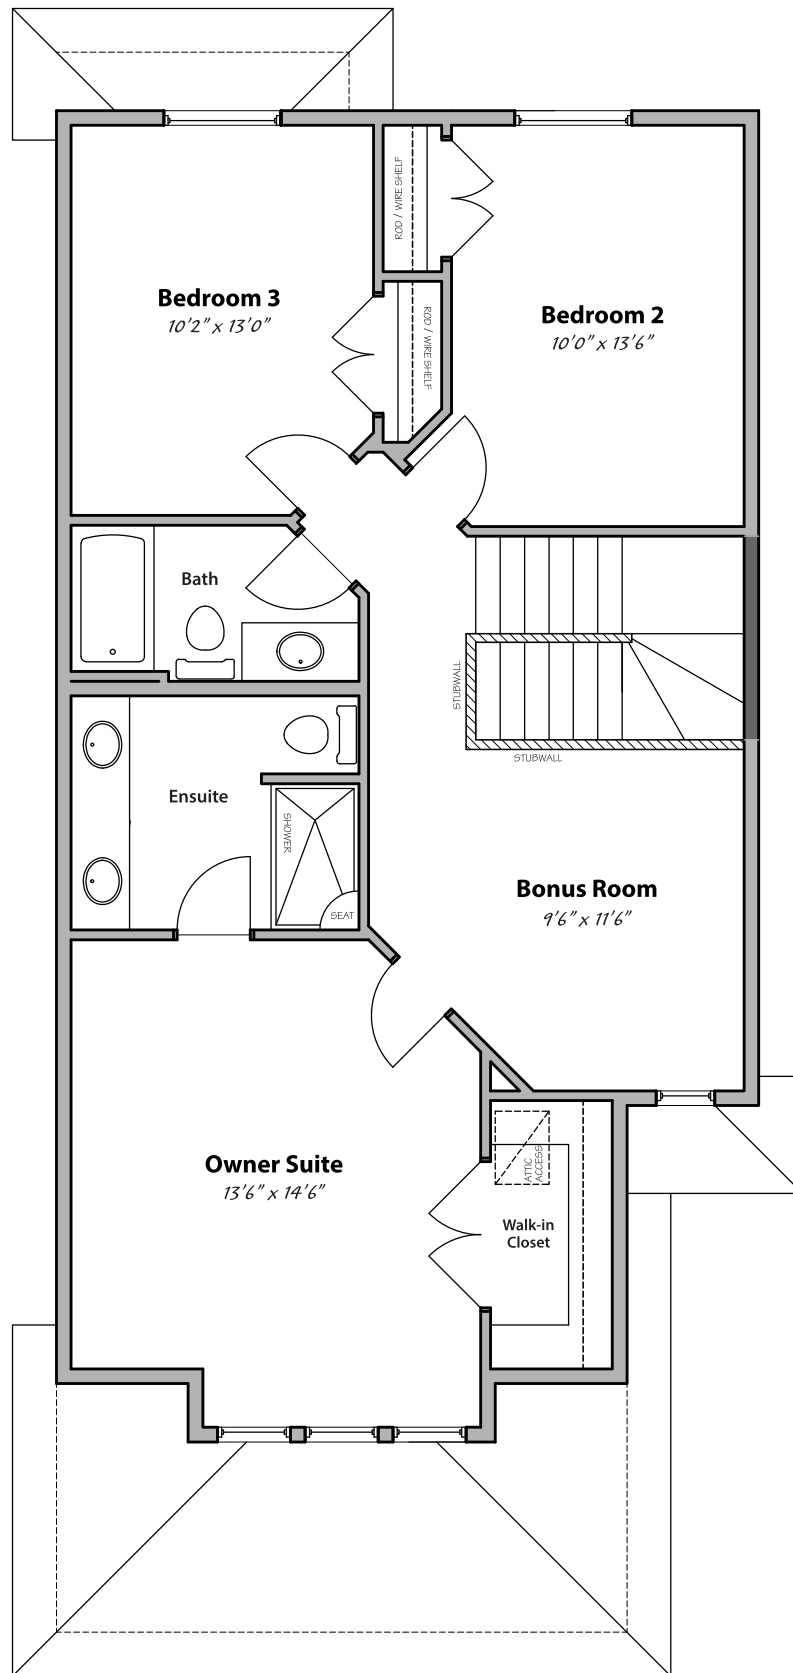 ROD / WIRE SHELF
Bedroom 3
10'2" x 13'0"
ROD / WIRE SHELF
Bedroom 2
10'0" x 13'6"
Bath
STUBWALL
STUBWALL
Ensuite
SHOWER
SEAT
Bonus Room
9'6" x 11'6"
Owner Suite
13'6" x 14'6"
ATTIC
ACCESS
Walk-in
Closet